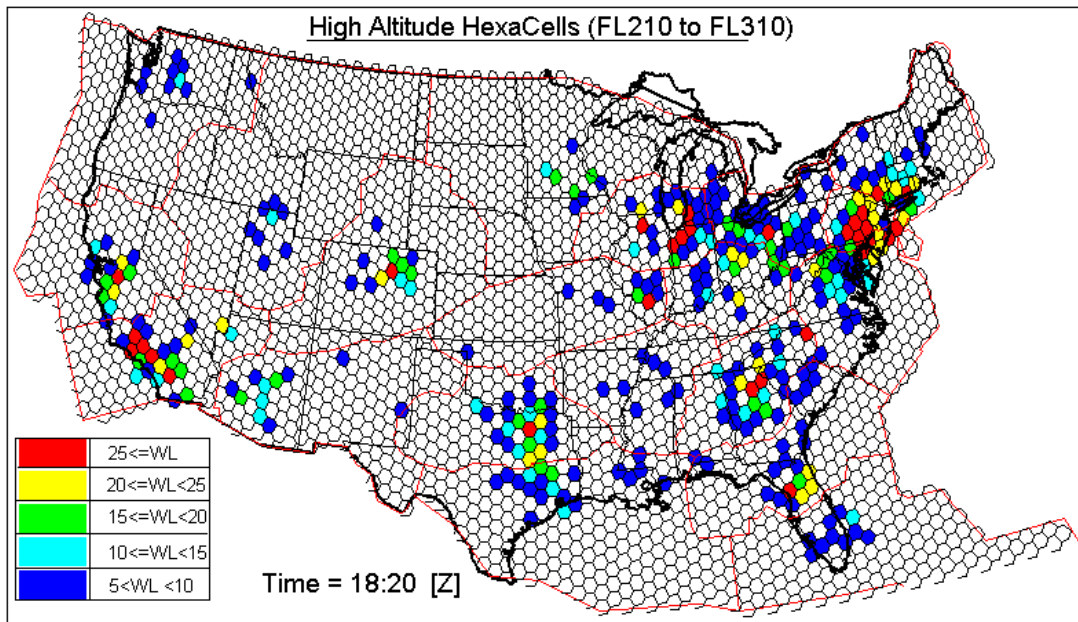 High Altitude HexaCells (FL210 to FL310)
25<=WL
20<=WL<25
15<=WL<20
10<=WL<15
5<WL <10
Time = 18:20 [Z]